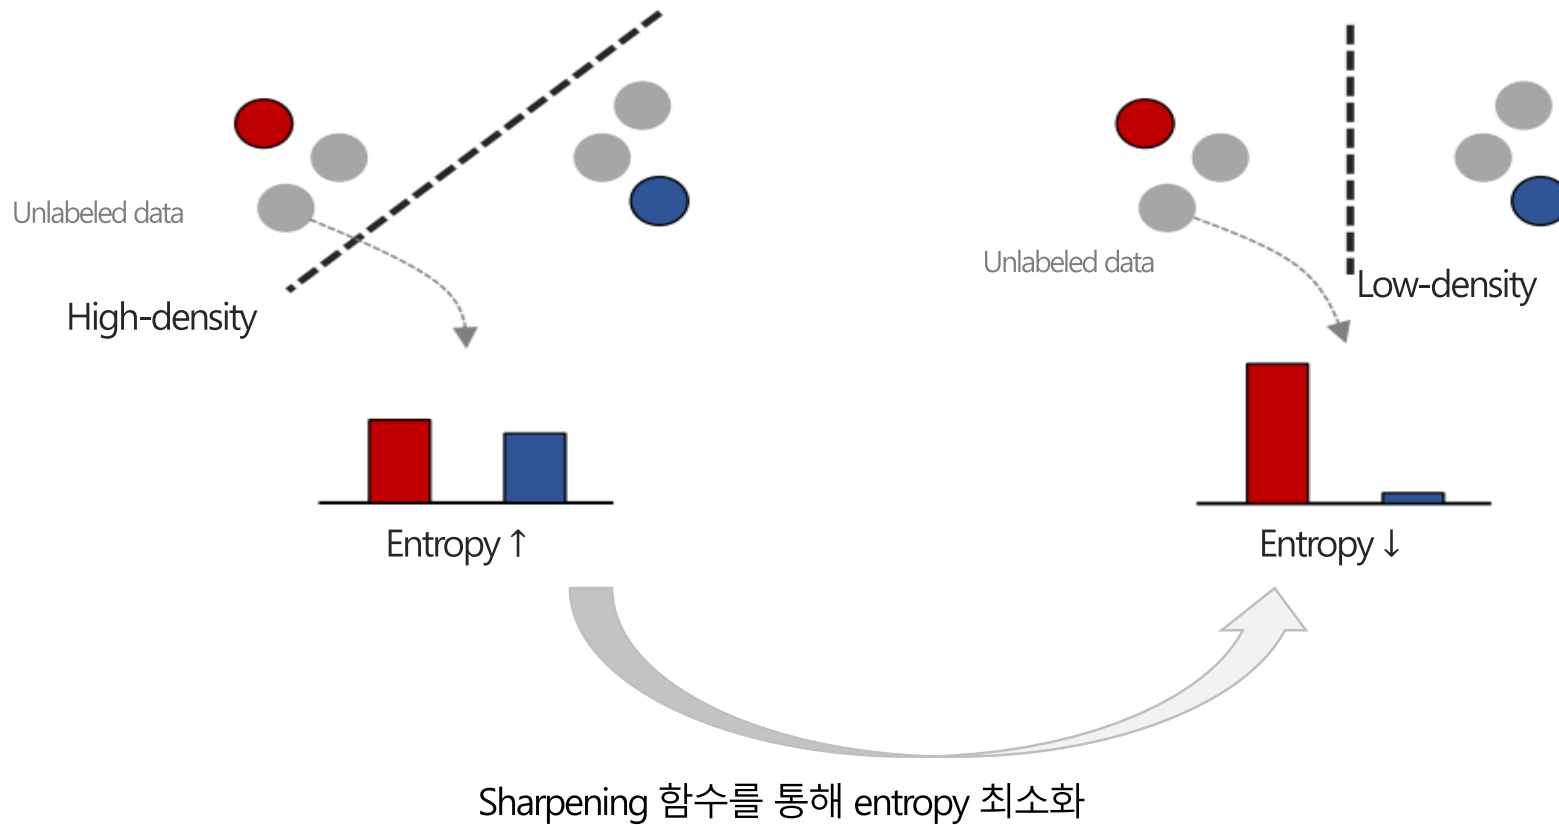 Unlabeled data
High-density
Entropy ↑
Unlabeled data
Low-density
Entropy ↓
Sharpening 함수를 통해 entropy 최소화